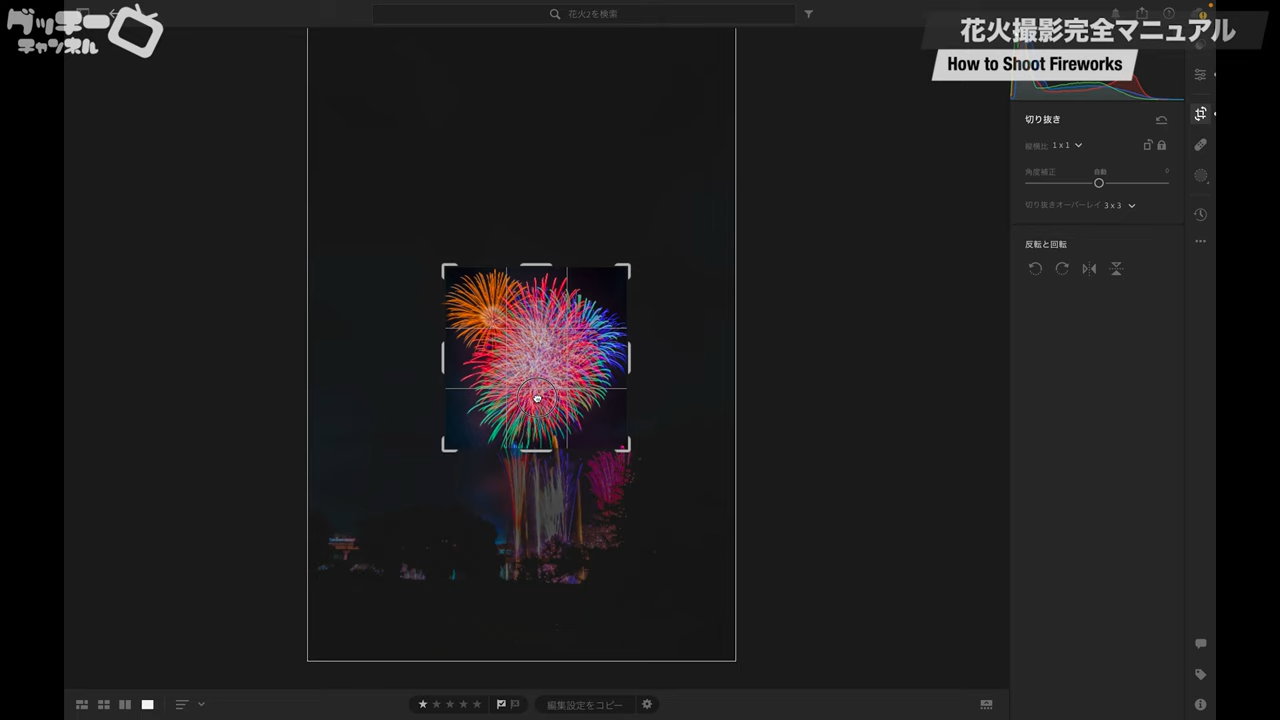 グッチー
チャンネル
花火2を検索
花火撮影完全マニュアル
How to Shoot Fireworks
切り抜き
縦横比 1 x 1
角度補正 自動 0
切り抜きオーバーレイ 3 x 3
反転と回転
編集設定をコピー